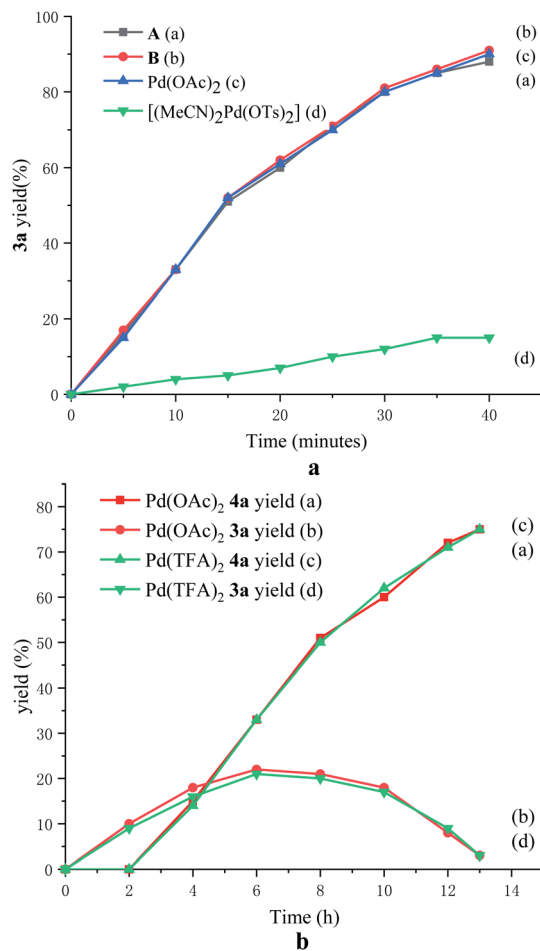 A (a)
B (b)
Pd(OAc)2 (c)
[(MeCN)2Pd(OTs)2] (d)
(b)
(c)
(a)
(d)
3a yield(%)
100
80
60
40
20
0
0 10 20 30 40
Time (minutes)
a
Pd(OAc)2 4a yield (a)
Pd(OAc)2 3a yield (b)
Pd(TFA)2 4a yield (c)
Pd(TFA)2 3a yield (d)
(c)
(a)
(b)
(d)
yield (%)
80
70
60
50
40
30
20
10
0
0 2 4 6 8 10 12 14
Time (h)
b